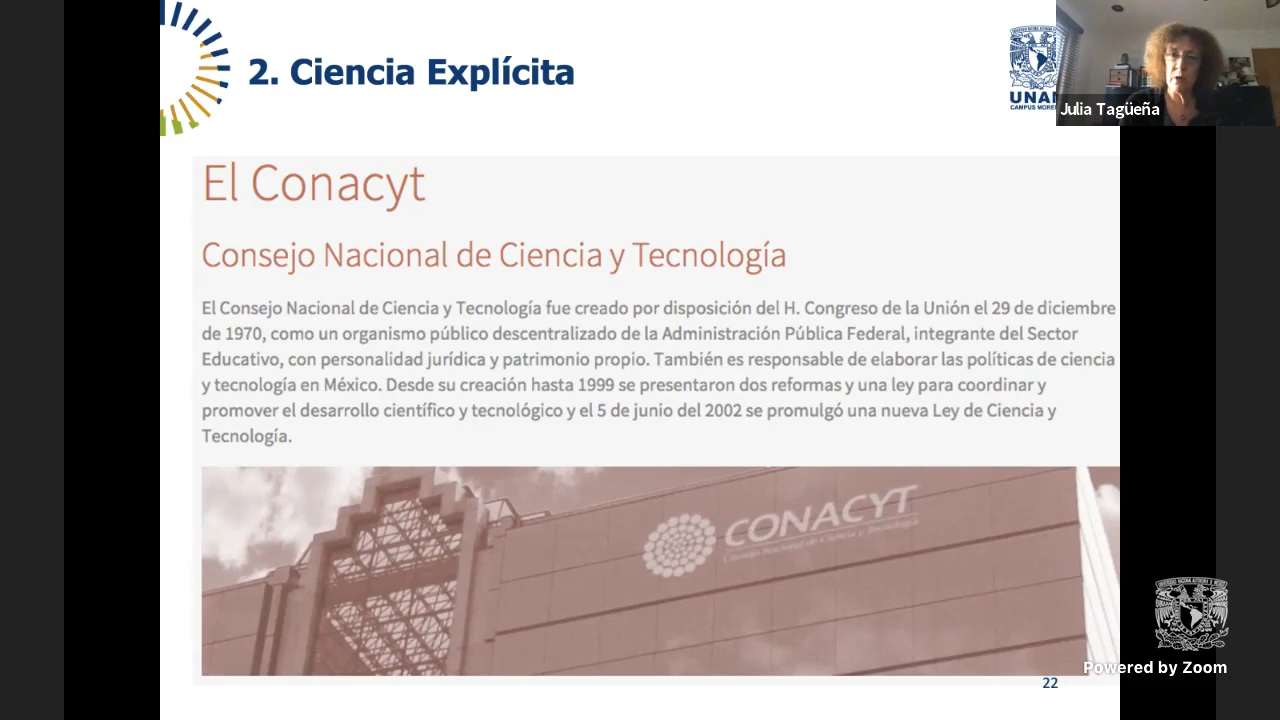 2. Ciencia Explícita
UNAM
CAMPUS MORE
Julia Tagüeña
El Conacyt
Consejo Nacional de Ciencia y Tecnología
El Consejo Nacional de Ciencia y Tecnología fue creado por disposición del H. Congreso de la Unión el 29 de diciembre
de 1970, como un organismo público descentralizado de la Administración Pública Federal, integrante del Sector
Educativo, con personalidad jurídica y patrimonio propio. También es responsable de elaborar las políticas de ciencia
y tecnología en México. Desde su creación hasta 1999 se presentaron dos reformas y una ley para coordinar y
promover el desarrollo científico y tecnológico y el 5 de junio del 2002 se promulgó una nueva Ley de Ciencia y
Tecnología.
CONACYT
Consejo Nacional de Ciencia y Tecnología
Powered by Zoom
22